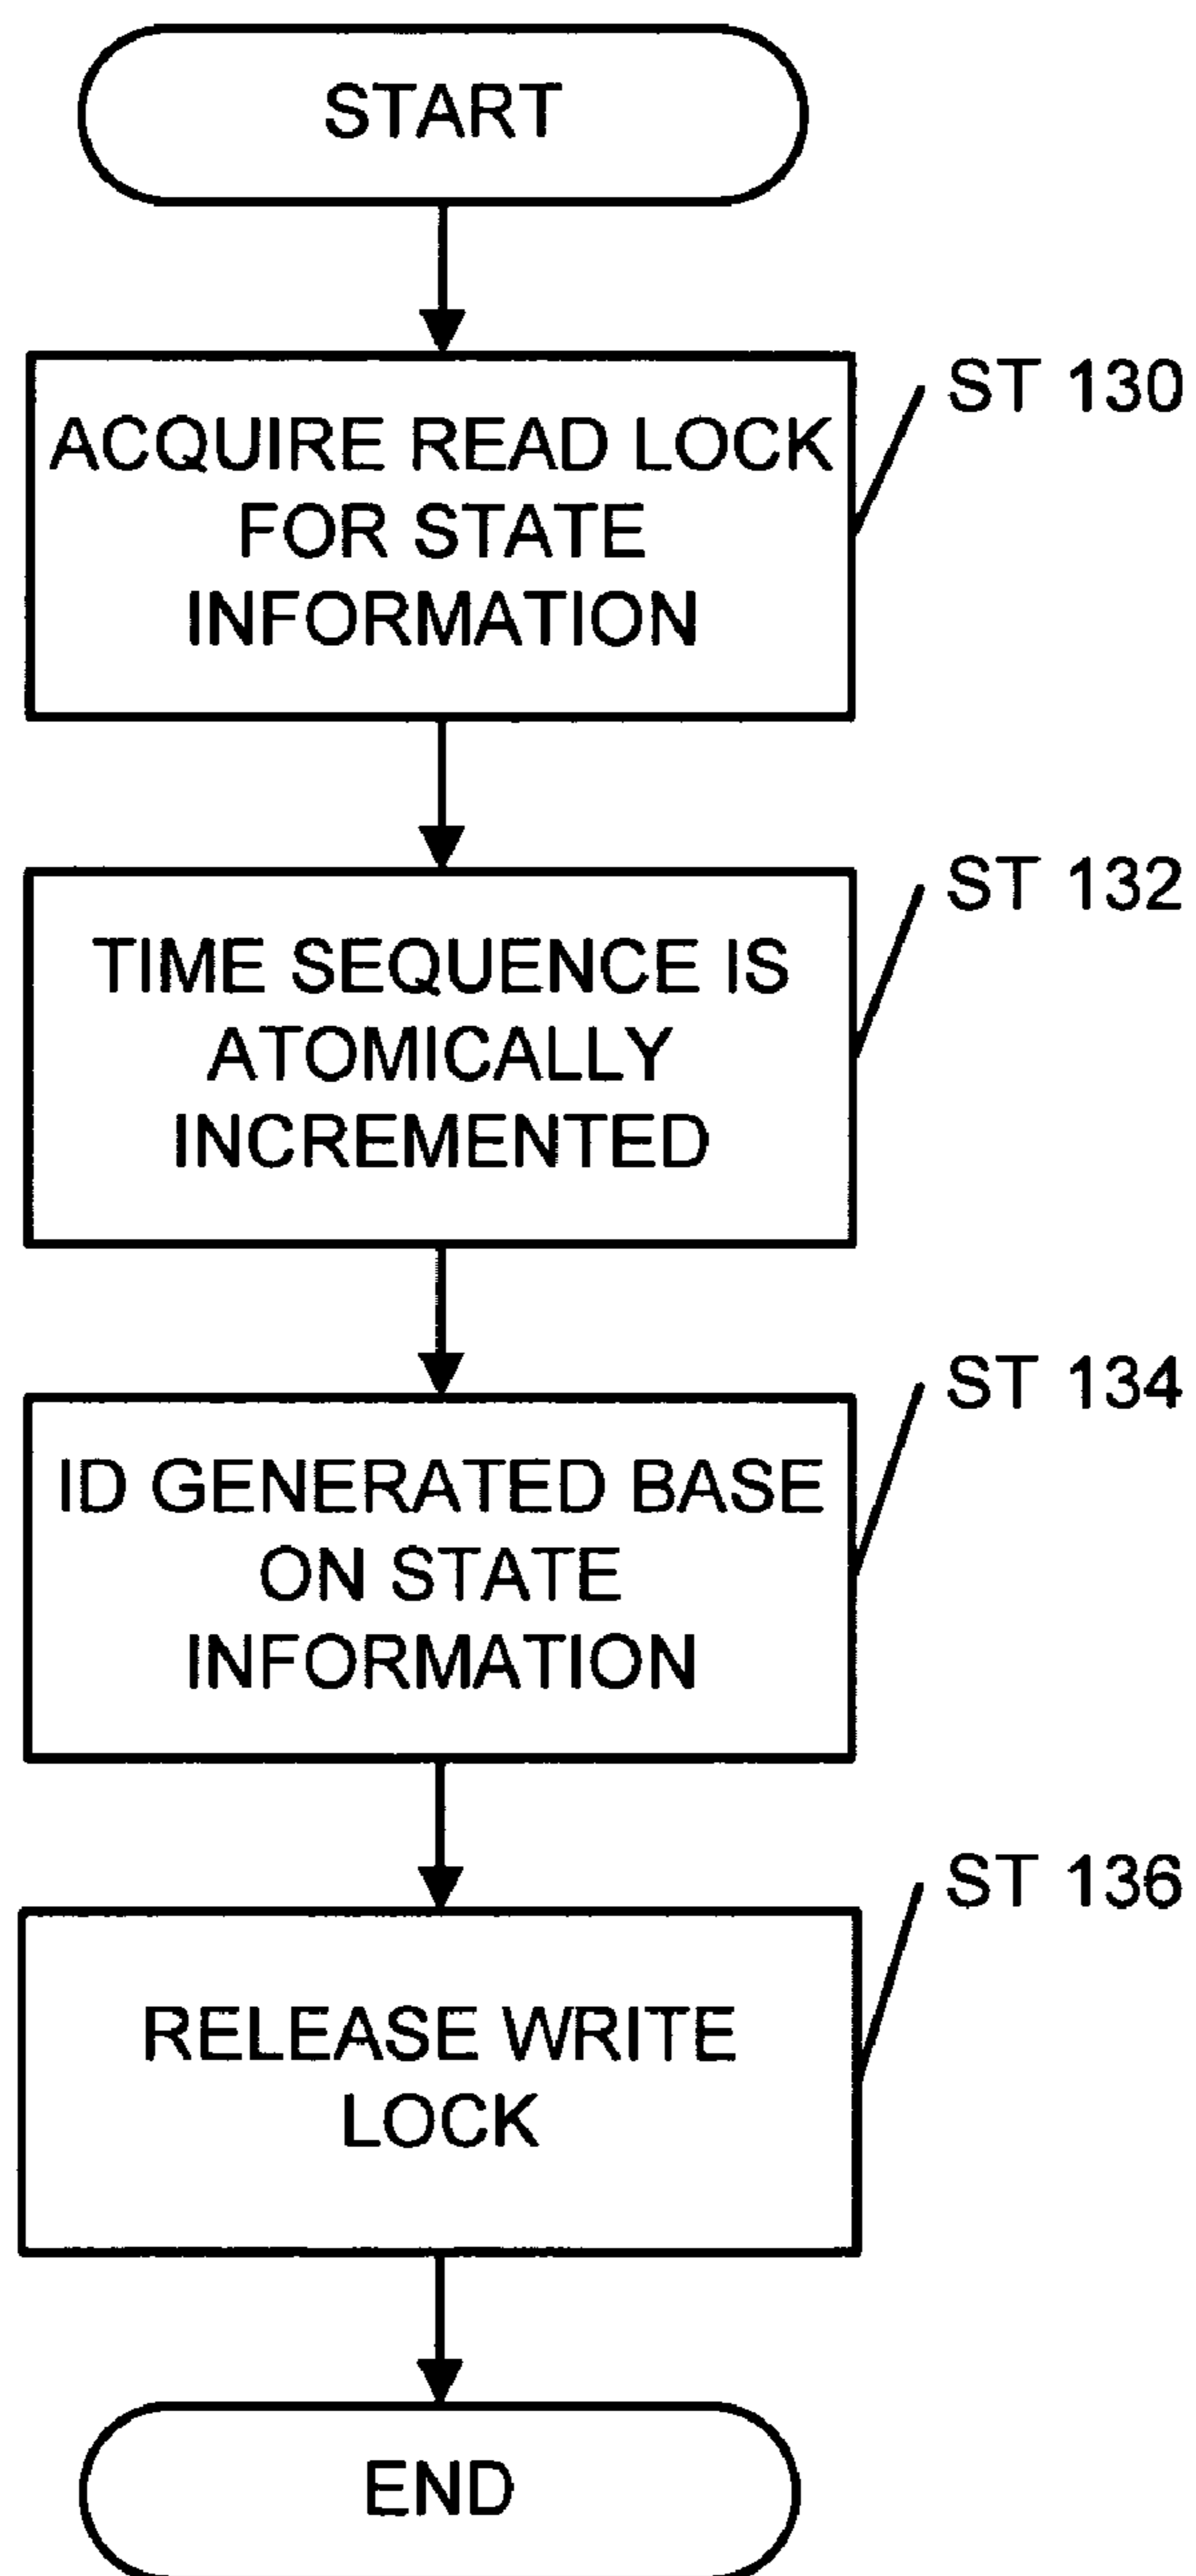 START
ACQUIRE READ LOCK
FOR STATE
INFORMATION
ST 130
TIME SEQUENCE IS
ATOMICALLY
INCREMENTED
ST 132
ID GENERATED BASE
ON STATE
INFORMATION
ST 134
RELEASE WRITE
LOCK
ST 136
END